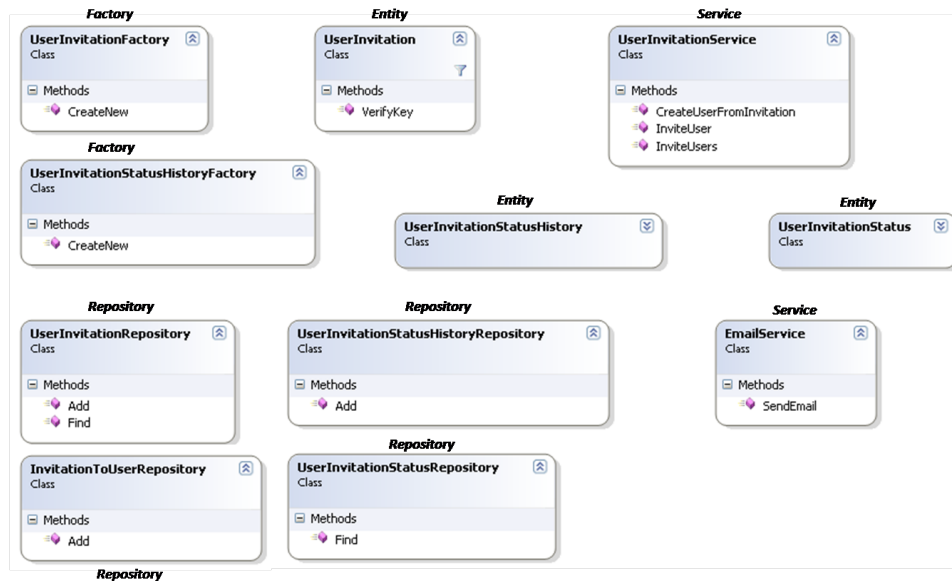 Factory
UserInvitationFactory
Class
Methods
CreateNew
Entity
UserInvitation
Class
Methods
VerifyKey
Service
UserInvitationService
Class
Methods
CreateUserFromInvitation
InviteUser
InviteUsers
Factory
UserInvitationStatusHistoryFactory
Class
Methods
CreateNew
Entity
UserInvitationStatusHistory
Class
Entity
UserInvitationStatus
Class
Repository
UserInvitationRepository
Class
Methods
Add
Find
Repository
UserInvitationStatusHistoryRepository
Class
Methods
Add
Service
EmailService
Class
Methods
SendEmail
InvitationToUserRepository
Class
Methods
Add
Repository
Repository
UserInvitationStatusRepository
Class
Methods
Find